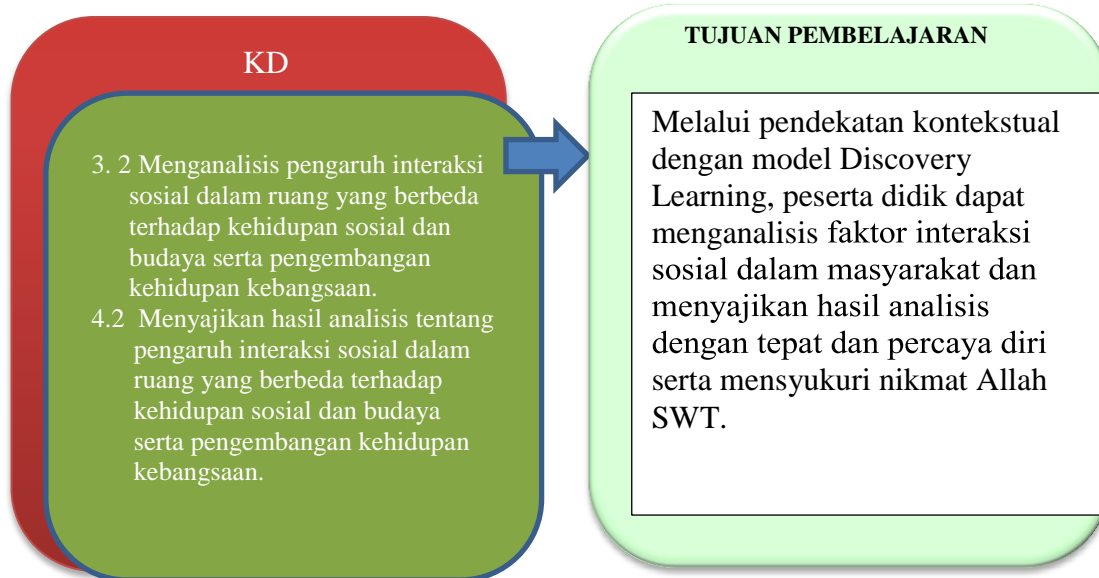 KD
3. 2 Menganalisis pengaruh interaksi
sosial dalam ruang yang berbeda
terhadap kehidupan sosial dan
budaya serta pengembangan
kehidupan kebangsaan.
4.2 Menyajikan hasil analisis tentang
pengaruh interaksi sosial dalam
ruang yang berbeda terhadap
kehidupan sosial dan budaya
serta pengembangan kehidupan
kebangsaan.
TUJUAN PEMBELAJARAN
Melalui pendekatan kontekstual
dengan model Discovery
Learning, peserta didik dapat
menganalisis faktor interaksi
sosial dalam masyarakat dan
menyajikan hasil analisis
dengan tepat dan percaya diri
serta mensyukuri nikmat Allah
SWT.